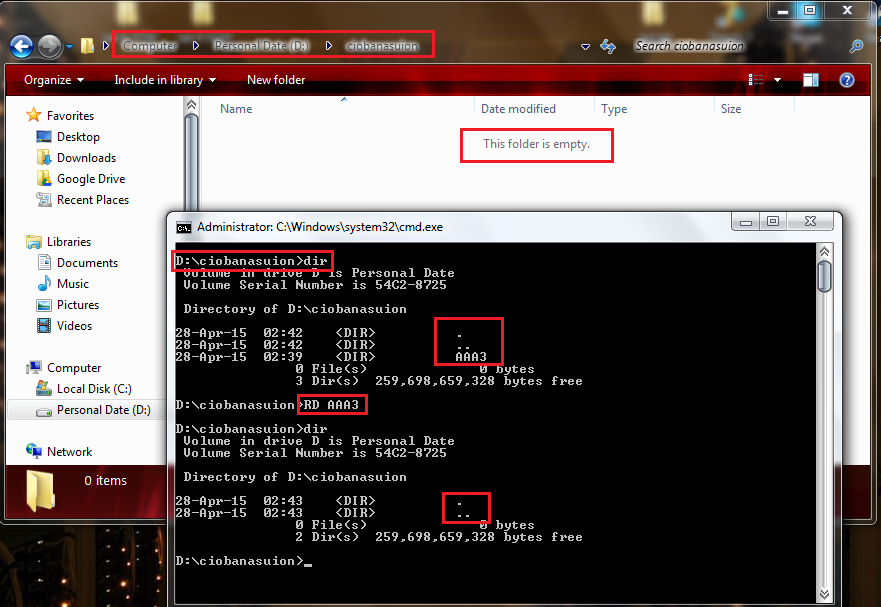 Computer Personal Date (D:) ciobanasuion
Search ciobanasuion
Organize Include in library New folder
Name Date modified Type Size
This folder is empty.
Favorites
Desktop
Downloads
Google Drive
Recent Places
Libraries
Documents
Music
Pictures
Videos
Computer
Local Disk (C:)
Personal Date (D:)
Network
0 items
Administrator: C:\Windows\system32\cmd.exe
D:\ciobanasuion>dir
Volume in drive D is Personal Date
Volume Serial Number is 54C2-8725
Directory of D:\ciobanasuion
28-Apr-15 02:42 <DIR> .
28-Apr-15 02:42 <DIR> ..
28-Apr-15 02:39 <DIR> AAA3
0 File(s) 0 bytes
3 Dir(s) 259,698,659,328 bytes free
D:\ciobanasuion>RD AAA3
D:\ciobanasuion>dir
Volume in drive D is Personal Date
Volume Serial Number is 54C2-8725
Directory of D:\ciobanasuion
28-Apr-15 02:43 <DIR> .
28-Apr-15 02:43 <DIR> ..
0 File(s) 0 bytes
2 Dir(s) 259,698,659,328 bytes free
D:\ciobanasuion>_